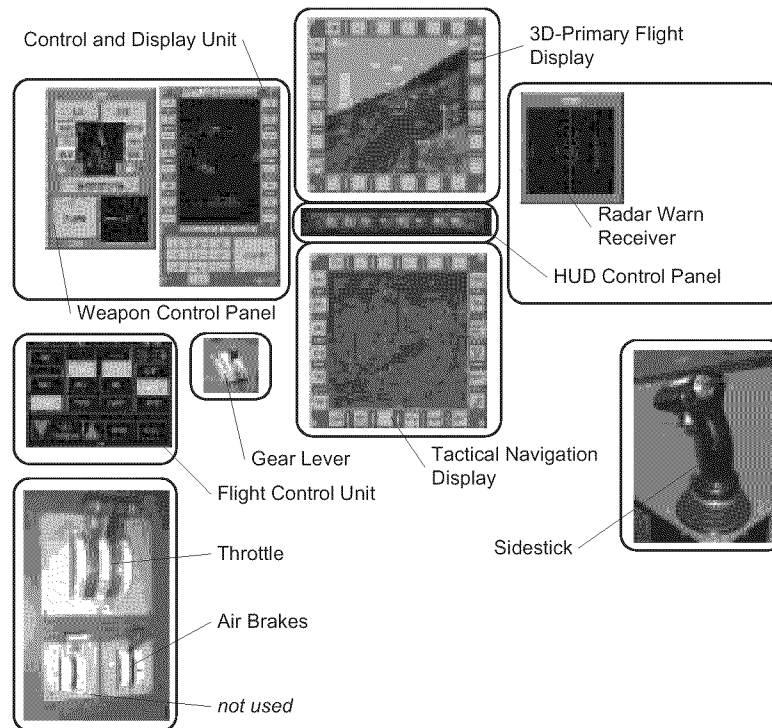 Control and Display Unit
3D-Primary Flight
Display
Radar Warn
Receiver
HUD Control Panel
Weapon Control Panel
Gear Lever
Tactical Navigation
Display
Flight Control Unit
Sidestick
Throttle
Air Brakes
not used